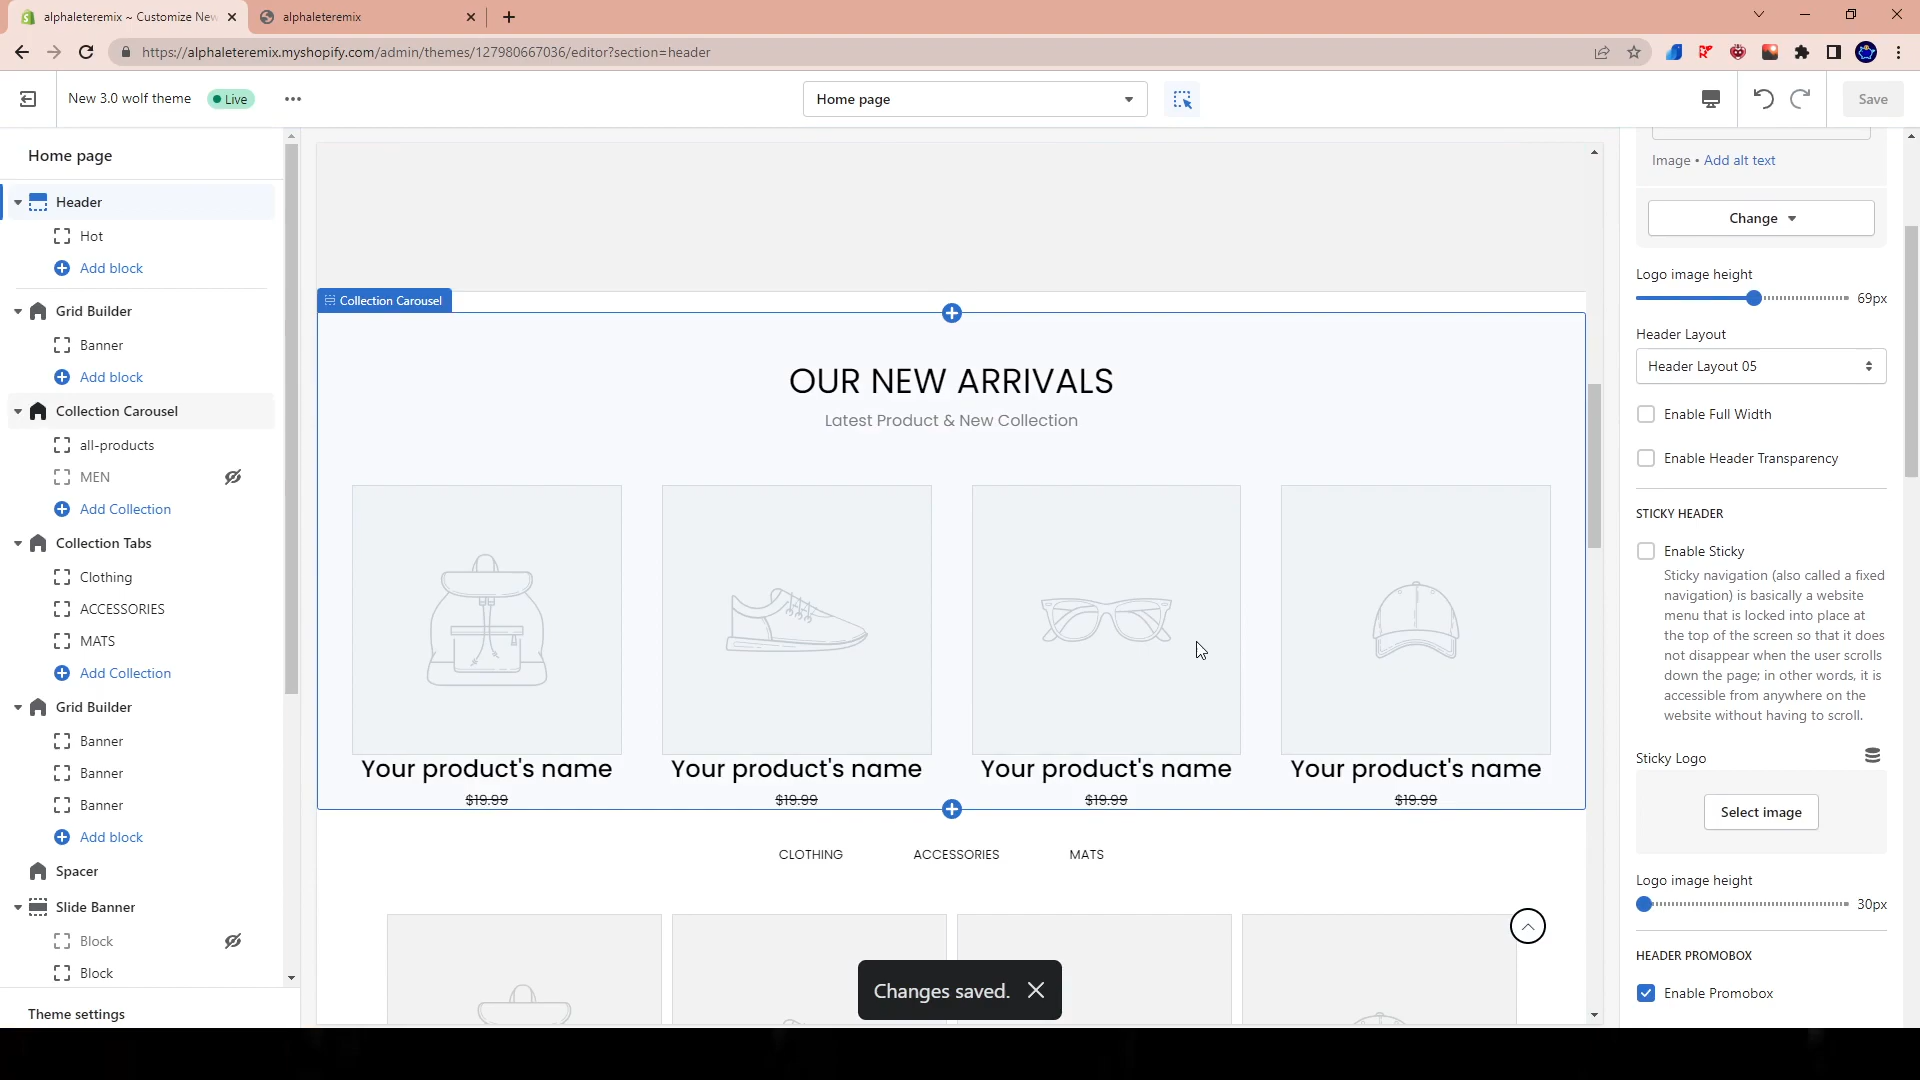 alphaleteremix ~ Customize New
alphaleteremix
https://alphaleteremix.myshopify.com/admin/themes/127980667036/editor?section=header
New 3.0 wolf theme
Live
Home page
Save
Home page
Header
Hot
Add block
Grid Builder
Banner
Add block
Collection Carousel
all-products
MEN
Add Collection
Collection Tabs
Clothing
ACCESSORIES
MATS
Add Collection
Grid Builder
Banner
Banner
Banner
Add block
Spacer
Slide Banner
Block
Block
Theme settings
Collection Carousel
OUR NEW ARRIVALS
Latest Product & New Collection
Your product's name
$19.99
Your product's name
$19.99
Your product's name
$19.99
Your product's name
$19.99
CLOTHING
ACCESSORIES
MATS
Changes saved.
Image • Add alt text
Change
Logo image height
69px
Header Layout
Header Layout 05
Enable Full Width
Enable Header Transparency
STICKY HEADER
Enable Sticky
Sticky navigation (also called a fixed
navigation) is basically a website
menu that is locked into place at
the top of the screen so that it does
not disappear when the user scrolls
down the page; in other words, it is
accessible from anywhere on the
website without having to scroll.
Sticky Logo
Select image
Logo image height
30px
HEADER PROMOBOX
Enable Promobox